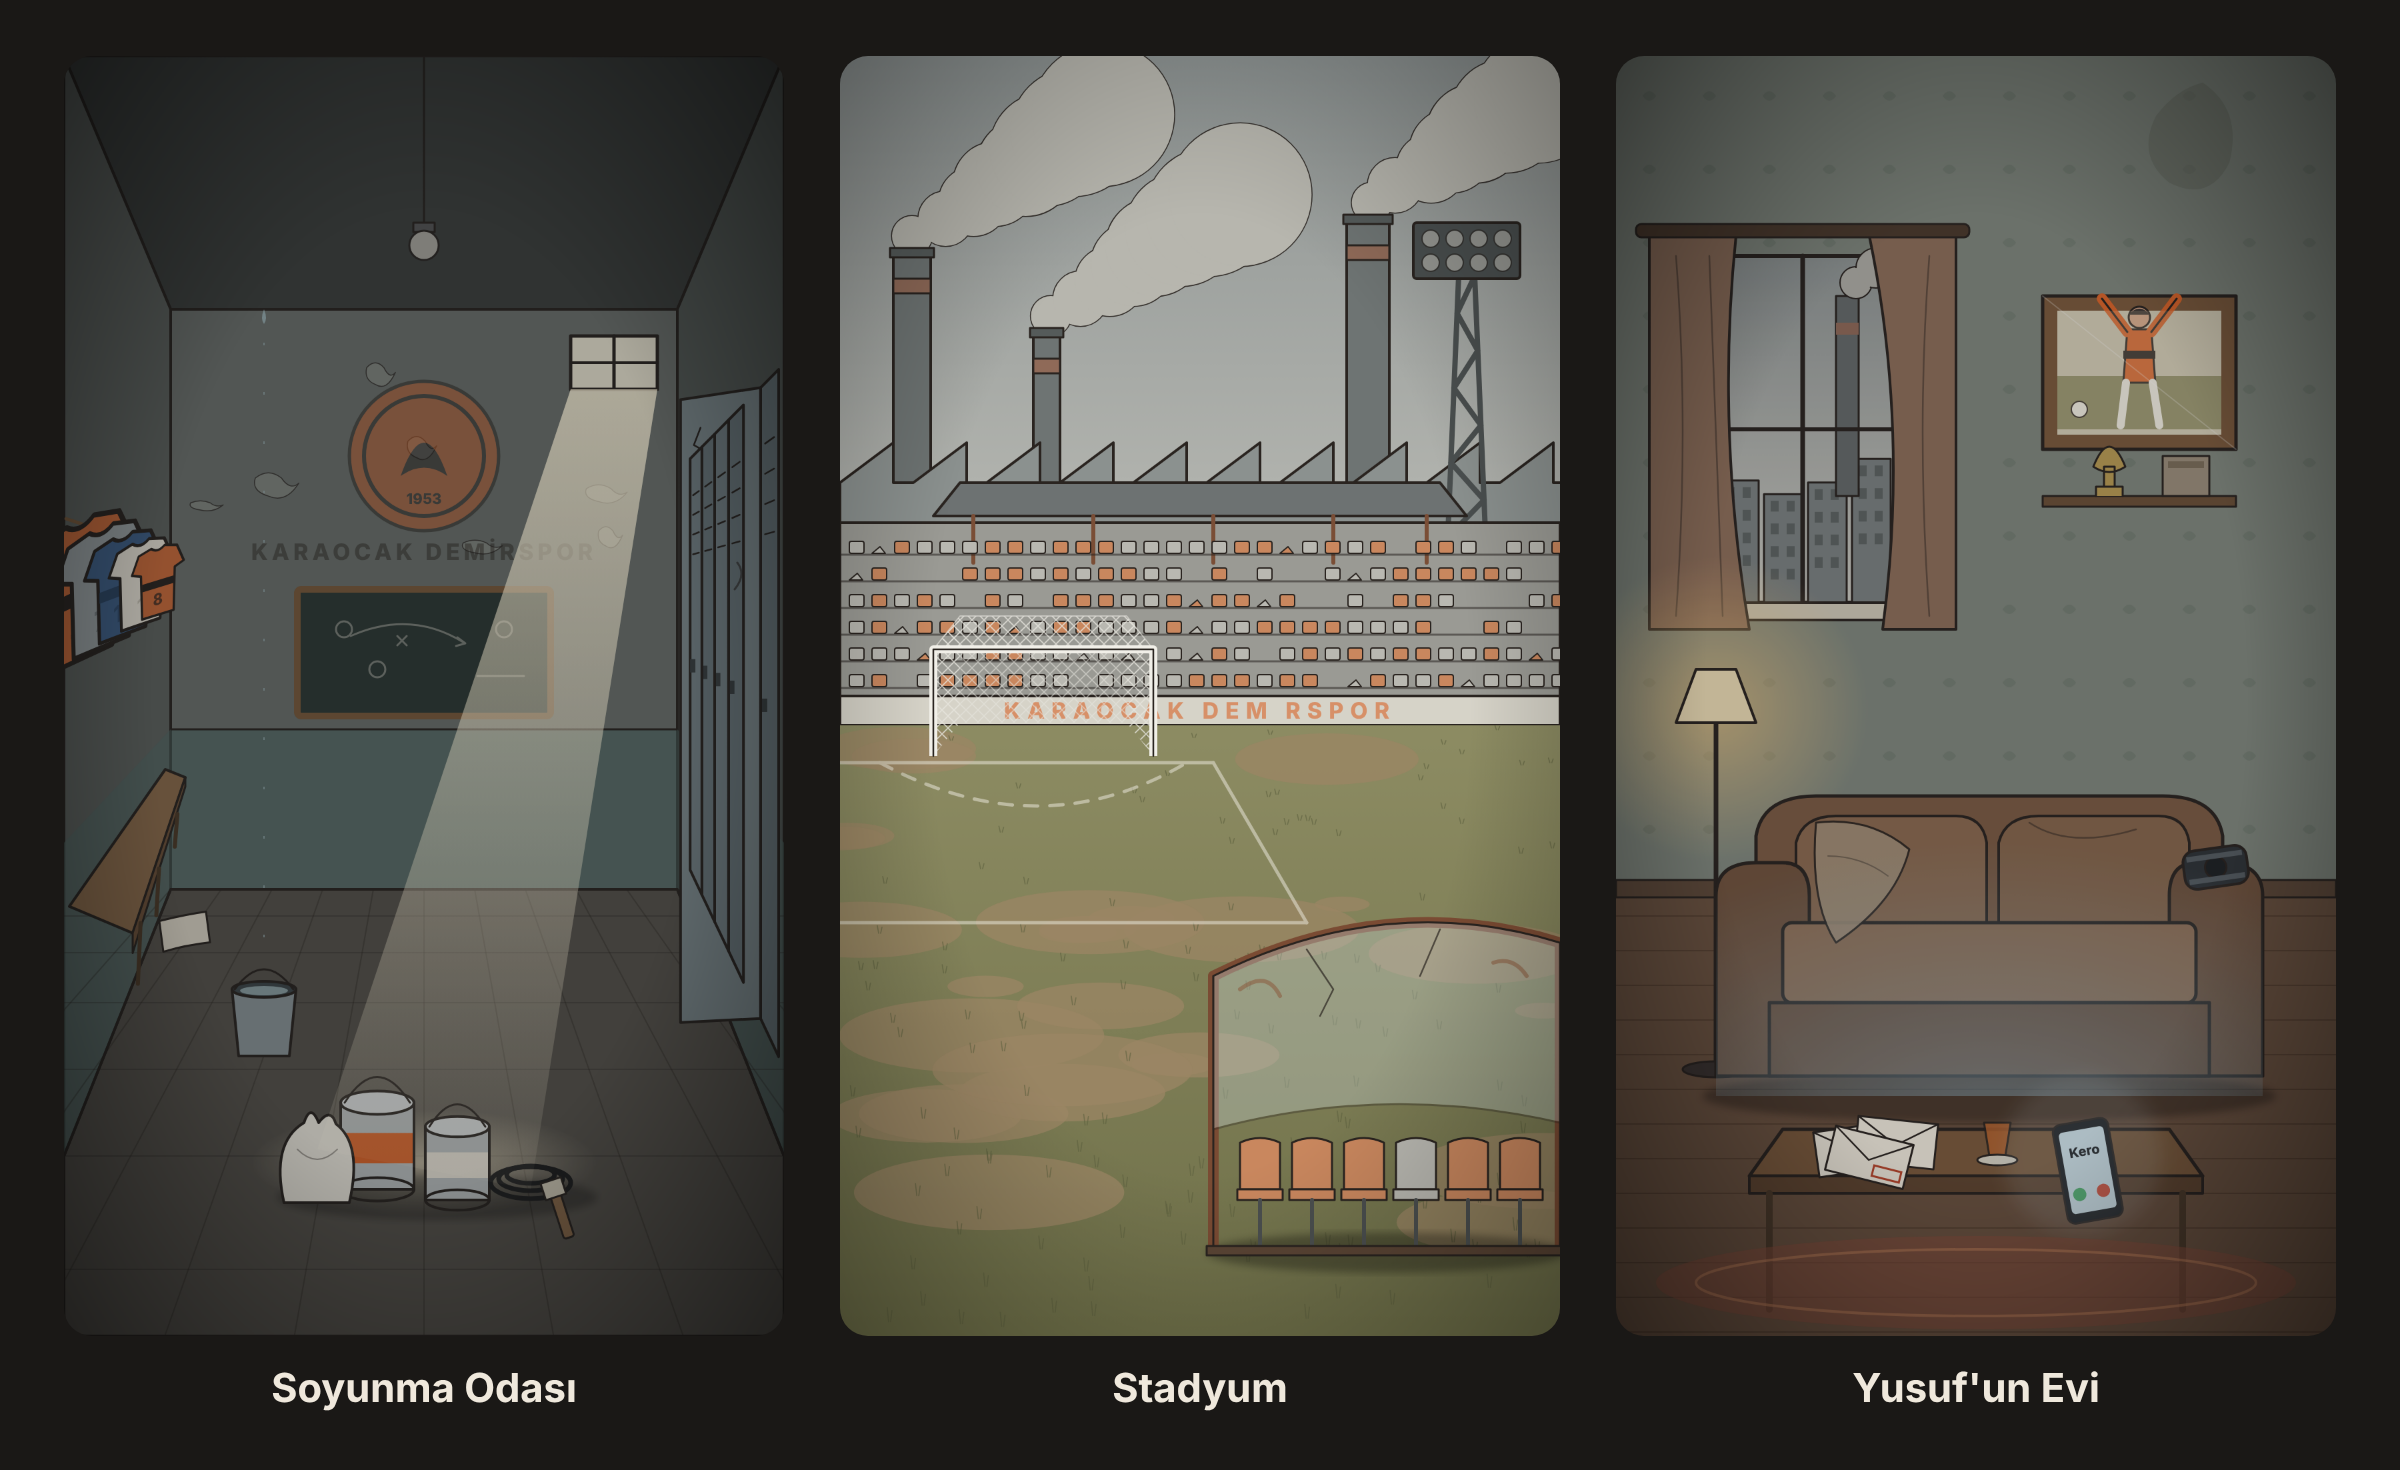 1953
KARAOCAK DEMİRSPOR
8
KARAOCAK DEM RSPOR
Kero
Soyunma Odası
Stadyum
Yusuf'un Evi